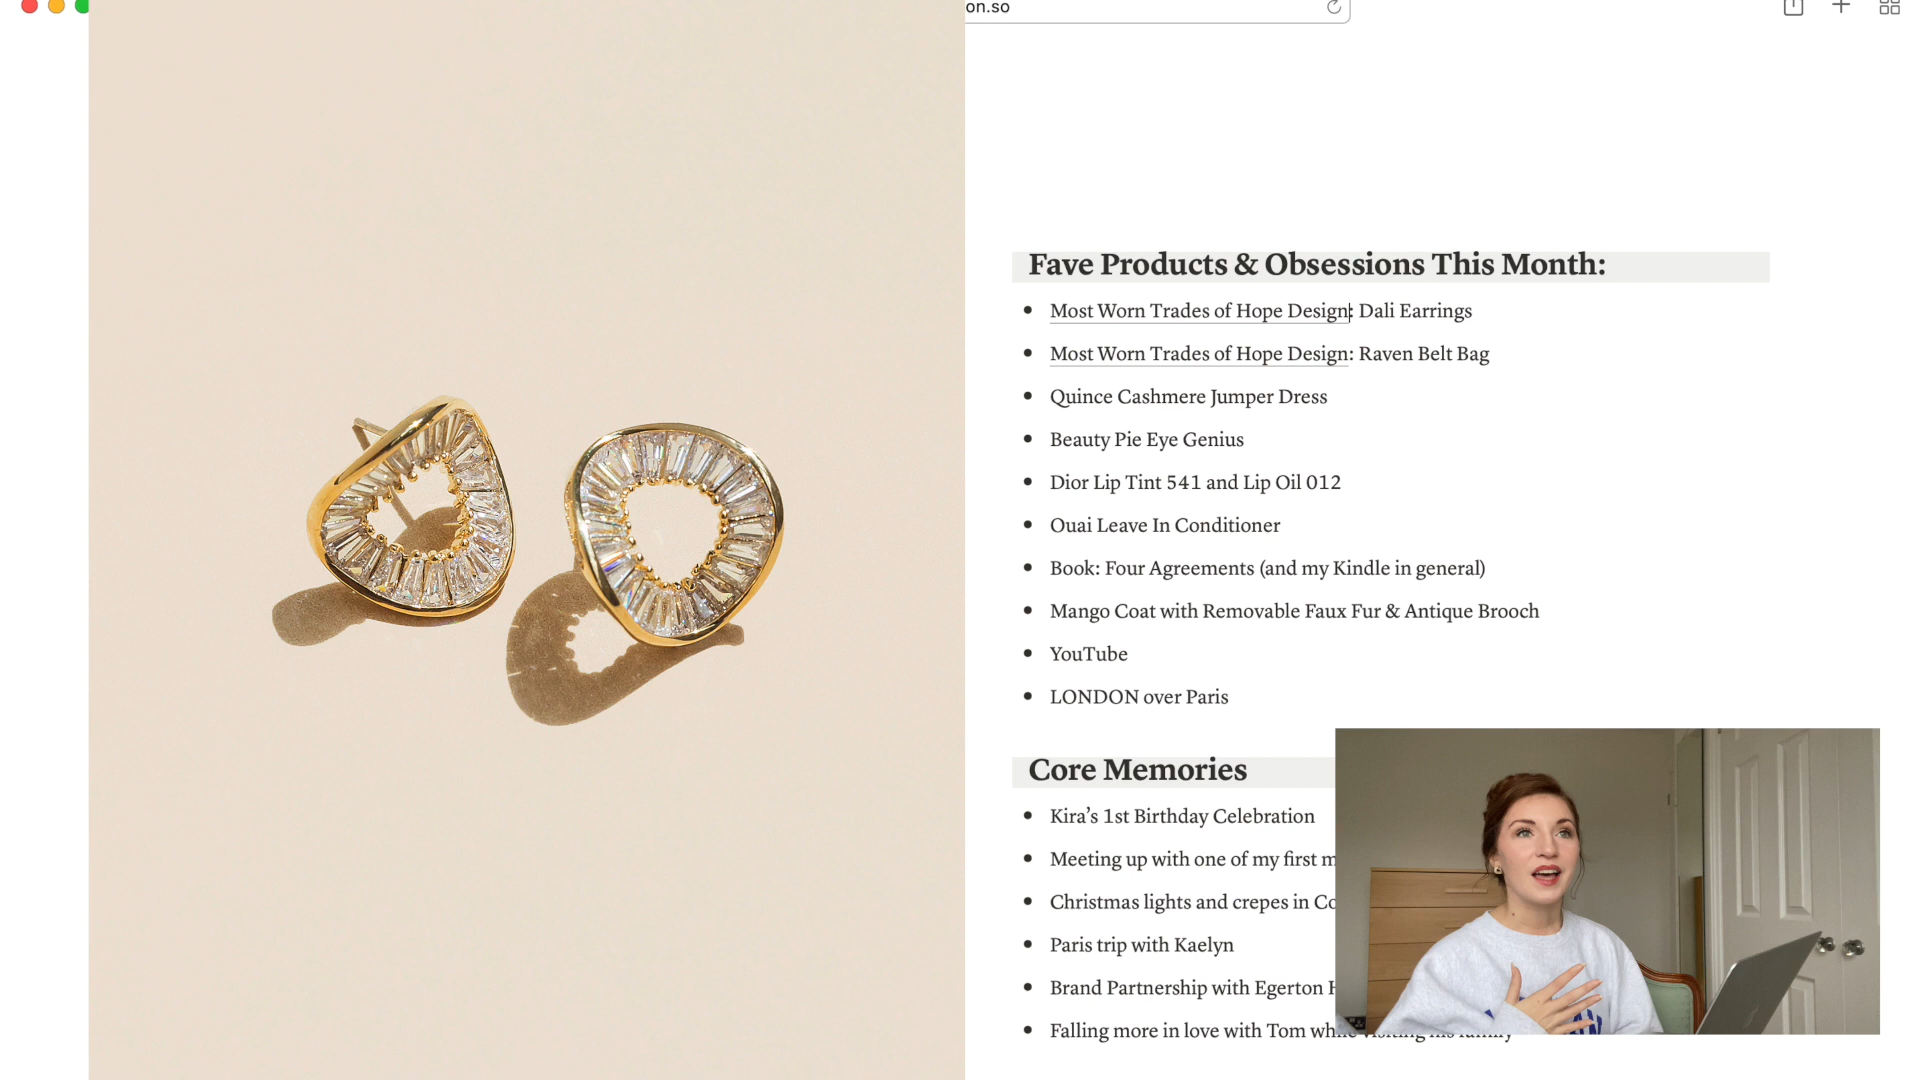 on.so
Fave Products & Obsessions This Month:
Most Worn Trades of Hope Design: Dali Earrings
Most Worn Trades of Hope Design: Raven Belt Bag
Quince Cashmere Jumper Dress
Beauty Pie Eye Genius
Dior Lip Tint 541 and Lip Oil 012
Ouai Leave In Conditioner
Book: Four Agreements (and my Kindle in general)
Mango Coat with Removable Faux Fur & Antique Brooch
YouTube
LONDON over Paris
Core Memories
Kira’s 1st Birthday Celebration
Meeting up with one of my first
Christmas lights and crepes in
Paris trip with Kaelyn
Brand Partnership with Egerton
Falling more in love with Tom while visiting his family